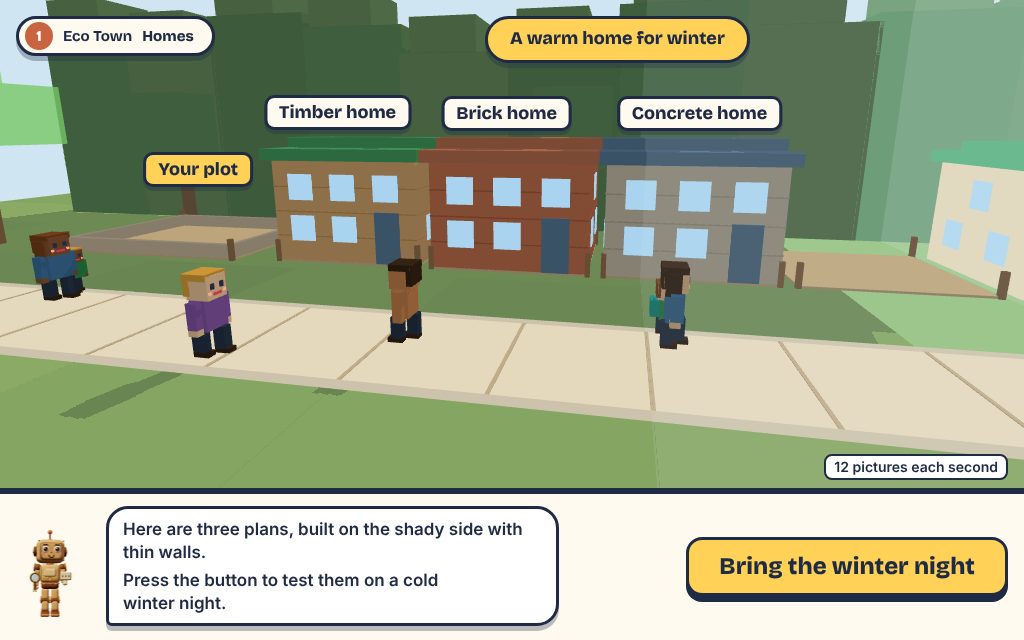 1 Eco Town Homes
A warm home for winter
Timber home
Brick home
Concrete home
Your plot
12 pictures each second
Here are three plans, built on the shady side with
thin walls.
Press the button to test them on a cold
winter night.
Bring the winter night